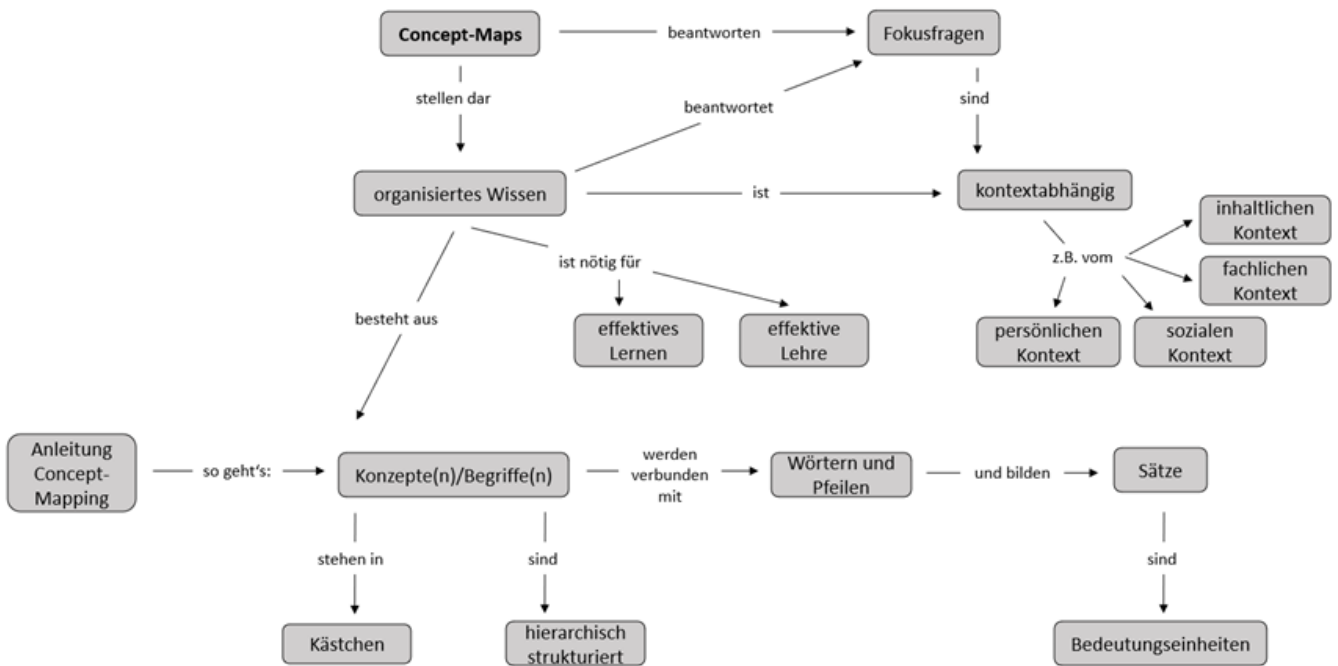 Concept-Maps
beantworten
Fokusfragen
stellen dar
beantwortet
sind
organisiertes Wissen
ist
kontextabhängig
inhaltlichen
Kontext
z.B. vom
fachlichen
Kontext
ist nötig für
besteht aus
effektives
Lernen
effektive
Lehre
persönlichen
Kontext
sozialen
Kontext
Anleitung
Concept-
Mapping
so geht's:
Konzepte(n)/Begriffe(n)
werden
verbunden
mit
Wörtern und
Pfeilen
und bilden
Sätze
stehen in
sind
sind
Kästchen
hierarchisch
strukturiert
Bedeutungseinheiten